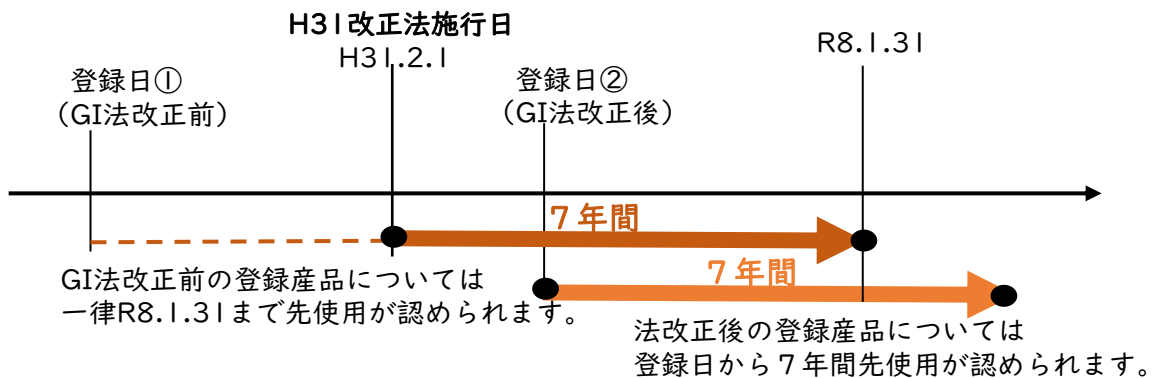 H31改正法施行日
H31.2.1
R8.1.31
登録日①
（GI法改正前）
登録日②
（GI法改正後）
７年間
７年間
GI法改正前の登録産品については
一律R8.1.31まで先使用が認められます。
法改正後の登録産品については
登録日から７年間先使用が認められます。